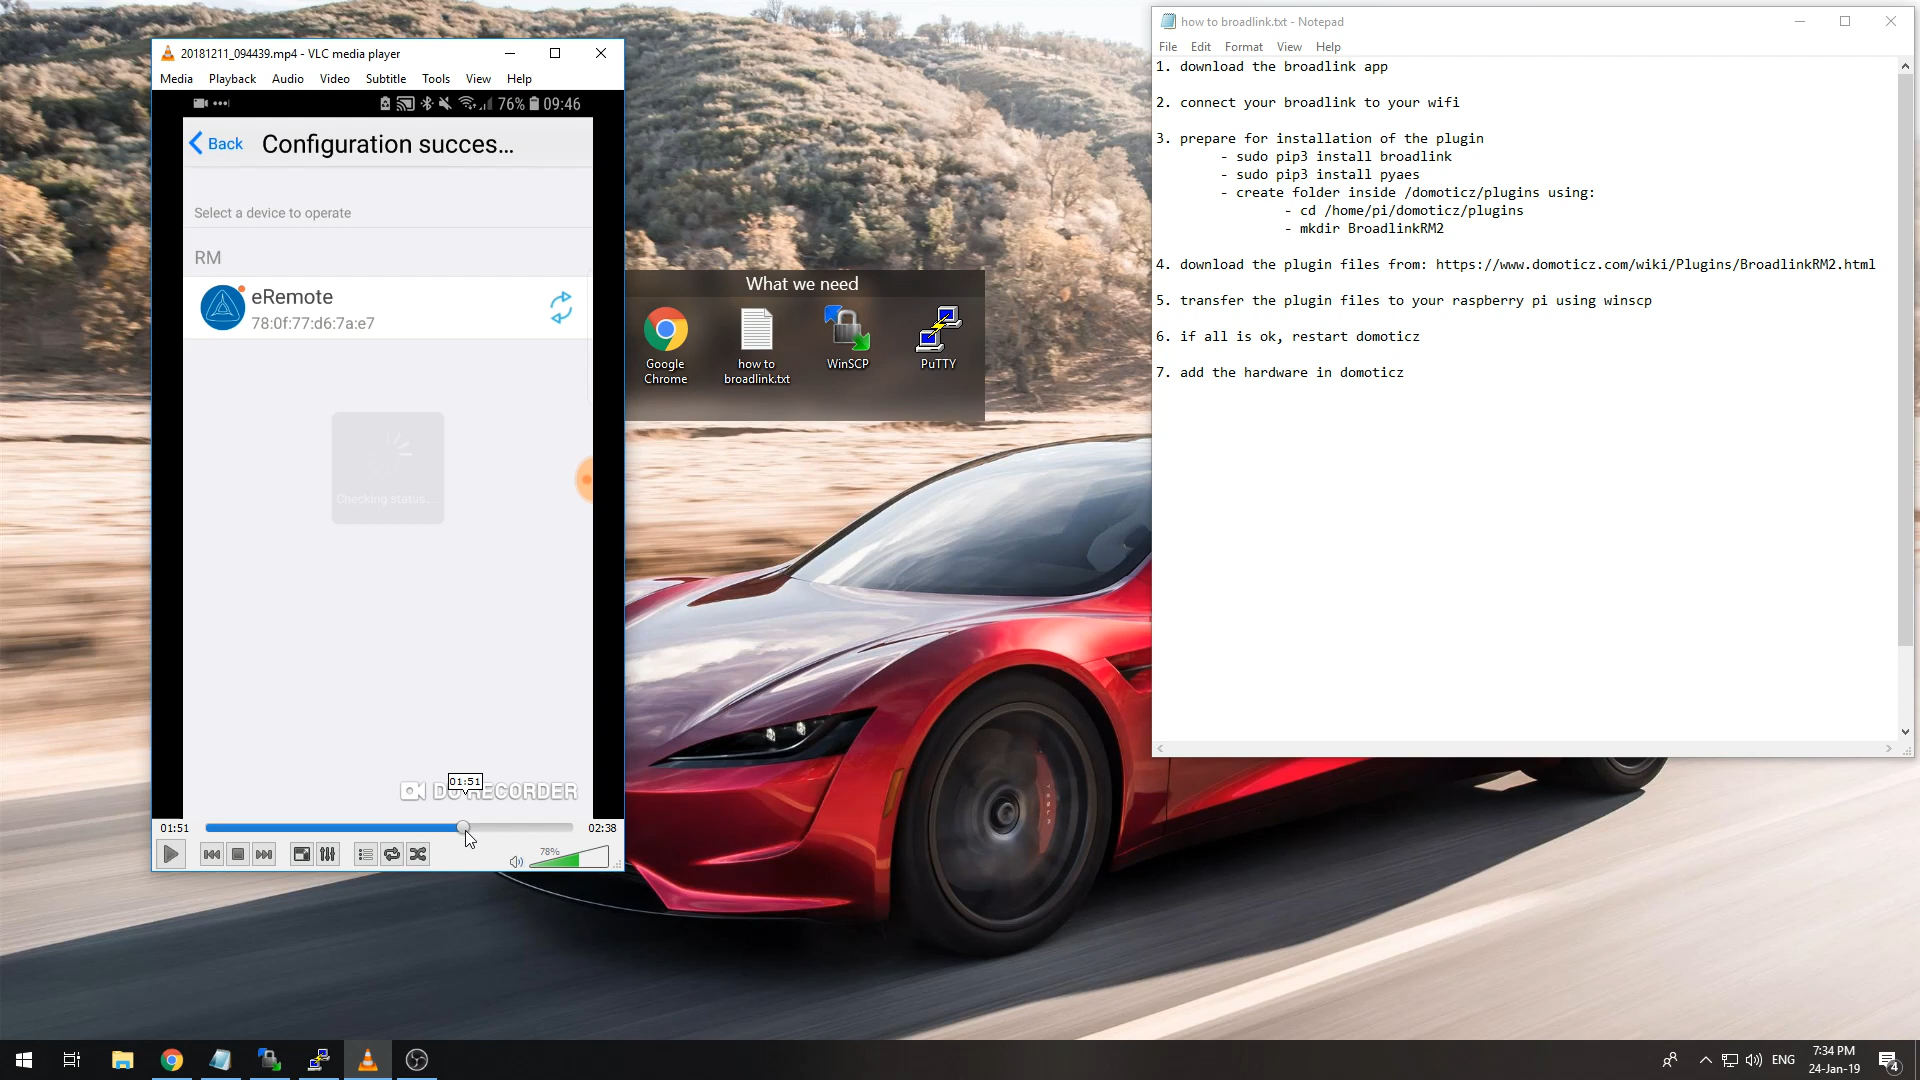 20181211_094439.mp4 - VLC media player
Media Playback Audio Video Subtitle Tools View Help
76% 09:46
Back Configuration succes...
Select a device to operate
RM
eRemote
78:0f:77:d6:7a:e7
Checking status...
01:51
RECORDER
01:51 02:38
78%
What we need
Google Chrome
how to broadlink.txt
WinSCP
PuTTY
how to broadlink.txt - Notepad
File Edit Format View Help
1. download the broadlink app
2. connect your broadlink to your wifi
3. prepare for installation of the plugin
- sudo pip3 install broadlink
- sudo pip3 install pyaes
- create folder inside /domoticz/plugins using:
- cd /home/pi/domoticz/plugins
- mkdir BroadlinkRM2
4. download the plugin files from: https://www.domoticz.com/wiki/Plugins/BroadlinkRM2.html
5. transfer the plugin files to your raspberry pi using winscp
6. if all is ok, restart domoticz
7. add the hardware in domoticz
TESLA
ENG
7:34 PM
24-Jan-19
4